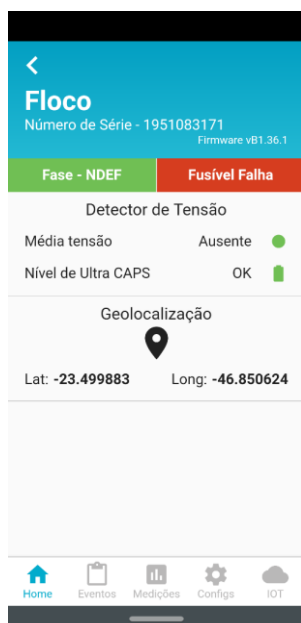 Floco
Número de Série - 1951083171
Firmware vB1.36.1
Fase - NDEF Fusível Falha
Detector de Tensão
Média tensão Ausente
Nível de Ultra CAPS OK
Geolocalização
Lat: -23.499883 Long: -46.850624
Home Eventos Medições Configs IOT